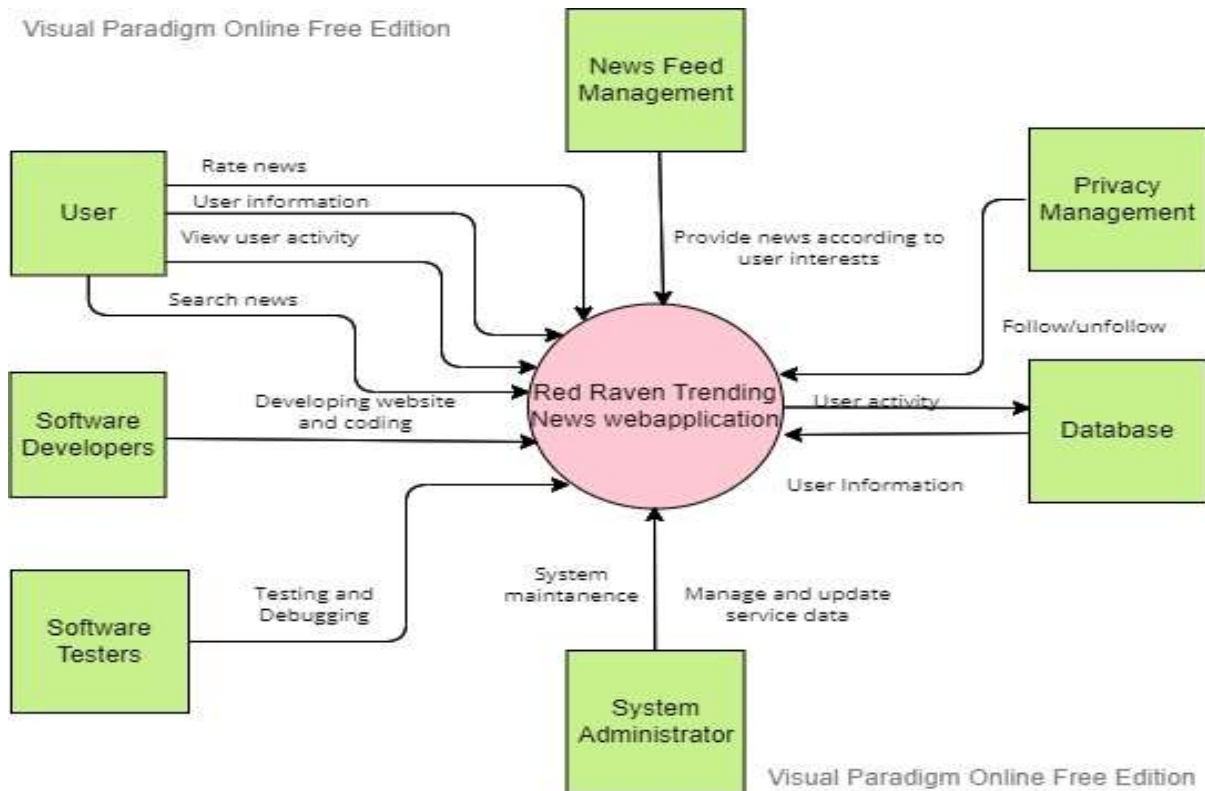 Visual Paradigm Online Free Edition
News Feed
Management
Rate news
User
User information
View user activity
Search news
Privacy
Management
Provide news according to
user interests
Follow/unfollow
Software
Developers
Developing website
and coding
Red Raven Trending
News webapplication
User activity
Database
User Information
Software
Testers
Testing and
Debugging
System
maintanence
Manage and update
service data
System
Administrator
Visual Paradigm Online Free Edition